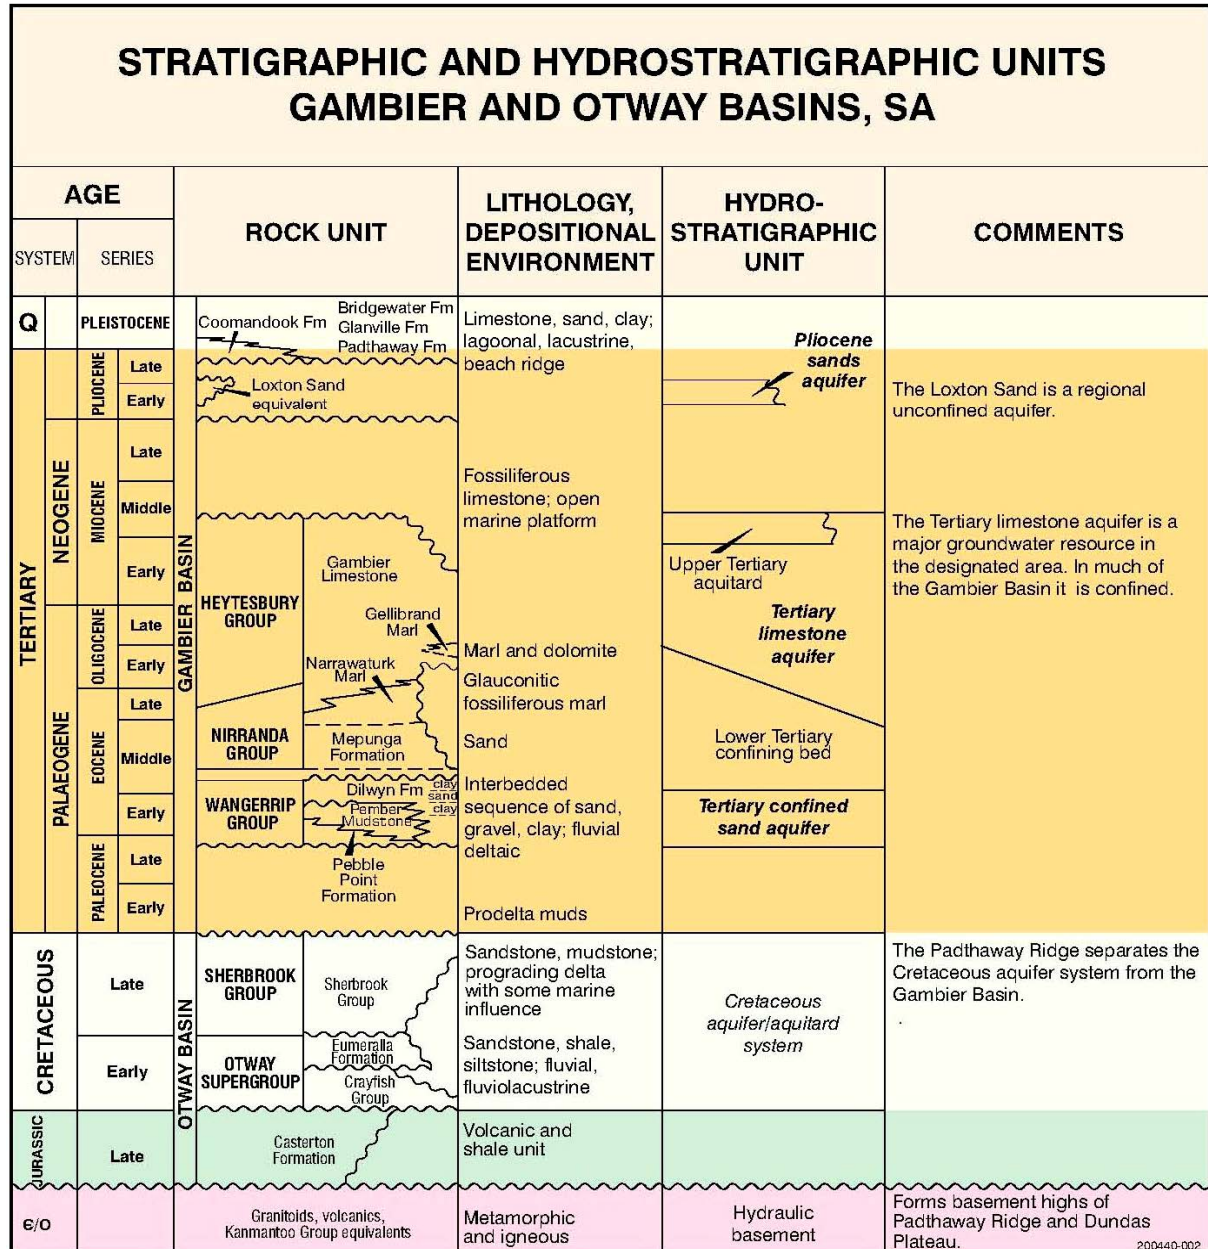 STRATIGRAPHIC AND HYDROSTRATIGRAPHIC UNITS
GAMBIER AND OTWAY BASINS, SA
AGE
SYSTEM
SERIES
ROCK UNIT
LITHOLOGY,
DEPOSITIONAL
ENVIRONMENT
HYDRO-
STRATIGRAPHIC
UNIT
COMMENTS
Q
PLEISTOCENE
Coomandook Fm
Bridgewater Fm
Glanville Fm
Padthaway Fm
Limestone, sand, clay;
lagoonal, lacustrine,
beach ridge
Pliocene
sands
aquifer
TERTIARY
NEOGENE
PALAEOGENE
GAMBIER BASIN
PLIOCENE
Late
Early
Loxton Sand
equivalent
The Loxton Sand is a regional
unconfined aquifer.
MIOCENE
Late
Middle
Early
Fossiliferous
limestone; open
marine platform
HEYTESBURY
GROUP
Gambier
Limestone
Upper Tertiary
aquitard
The Tertiary limestone aquifer is a
major groundwater resource in
the designated area. In much of
the Gambier Basin it is confined.
OLIGOCENE
Late
Early
Gellibrand
Marl
Marl and dolomite
Tertiary
limestone
aquifer
Narrawaturk
Marl
Glauconitic
fossiliferous marl
EOCENE
Late
Middle
Early
NIRRANDA
GROUP
Mepunga
Formation
Sand
Lower Tertiary
confining bed
WANGERRIP
GROUP
Dilwyn Fm
clay
sand
clay
Pember
Mudstone
Interbedded
sequence of sand,
gravel, clay; fluvial
deltaic
Tertiary confined
sand aquifer
PALEOCENE
Late
Early
Pebble
Point
Formation
Prodelta muds
CRETACEOUS
OTWAY BASIN
Late
SHERBROOK
GROUP
Sherbrook
Group
Sandstone, mudstone;
prograding delta
with some marine
influence
Cretaceous
aquifer/aquitard
system
The Padthaway Ridge separates the
Cretaceous aquifer system from the
Gambier Basin.
Early
OTWAY
SUPERGROUP
Eumeralla
Formation
Crayfish
Group
Sandstone, shale,
siltstone; fluvial,
fluviolacustrine
JURASSIC
Late
Casterton
Formation
Volcanic and
shale unit
Є/O
Granitoids, volcanics,
Kanmantoo Group equivalents
Metamorphic
and igneous
Hydraulic
basement
Forms basement highs of
Padthaway Ridge and Dundas
Plateau.
200440-002